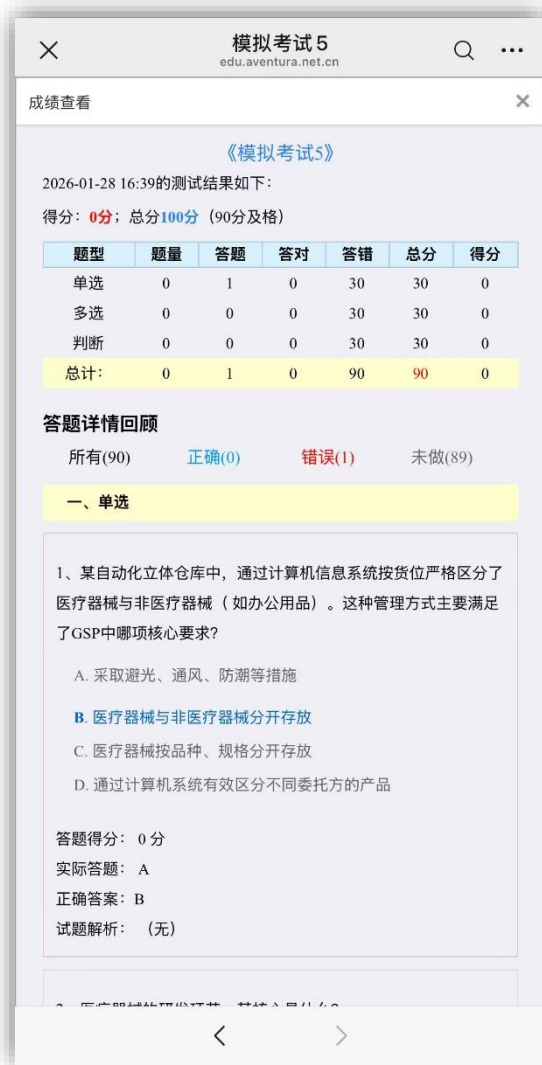 模拟考试5
edu.aventura.net.cn
成绩查看
《模拟考试5》
2026-01-28 16:39的测试结果如下：
得分：0分；总分100分（90分及格）
题型 题量 答题 答对 答错 总分 得分
单选 0 1 0 30 30 0
多选 0 0 0 30 30 0
判断 0 0 0 30 30 0
总计： 0 1 0 90 90 0
答题详情回顾
所有(90) 正确(0) 错误(1) 未做(89)
一、单选
1、某自动化立体仓库中，通过计算机信息系统按货位严格区分了
医疗器械与非医疗器械（ 如办公用品）。这种管理方式主要满足
了GSP中哪项核心要求?
A. 采取避光、通风、防潮等措施
B. 医疗器械与非医疗器械分开存放
C. 医疗器械按品种、规格分开存放
D. 通过计算机系统有效区分不同委托方的产品
答题得分： 0 分
实际答题： A
正确答案：B
试题解析： （无）